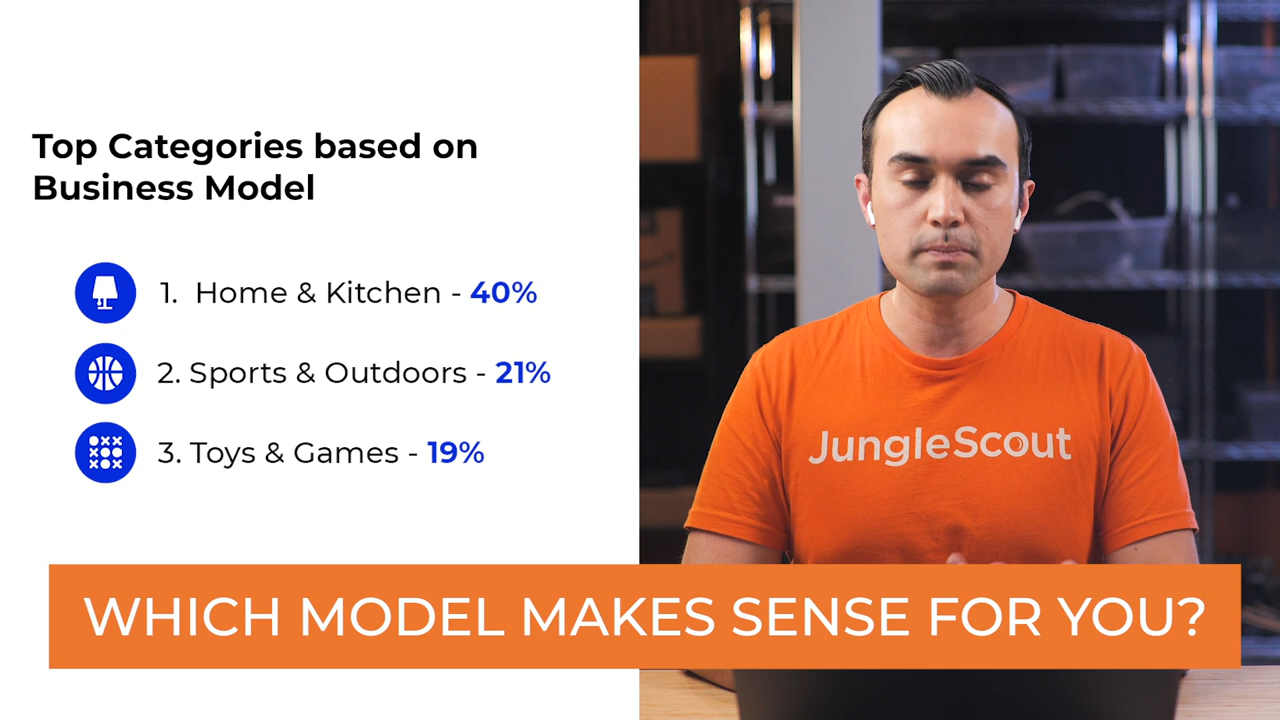 Top Categories based on
Business Model
1. Home & Kitchen - 40%
2. Sports & Outdoors - 21%
3. Toys & Games - 19%
JungleScout
WHICH MODEL MAKES SENSE FOR YOU?